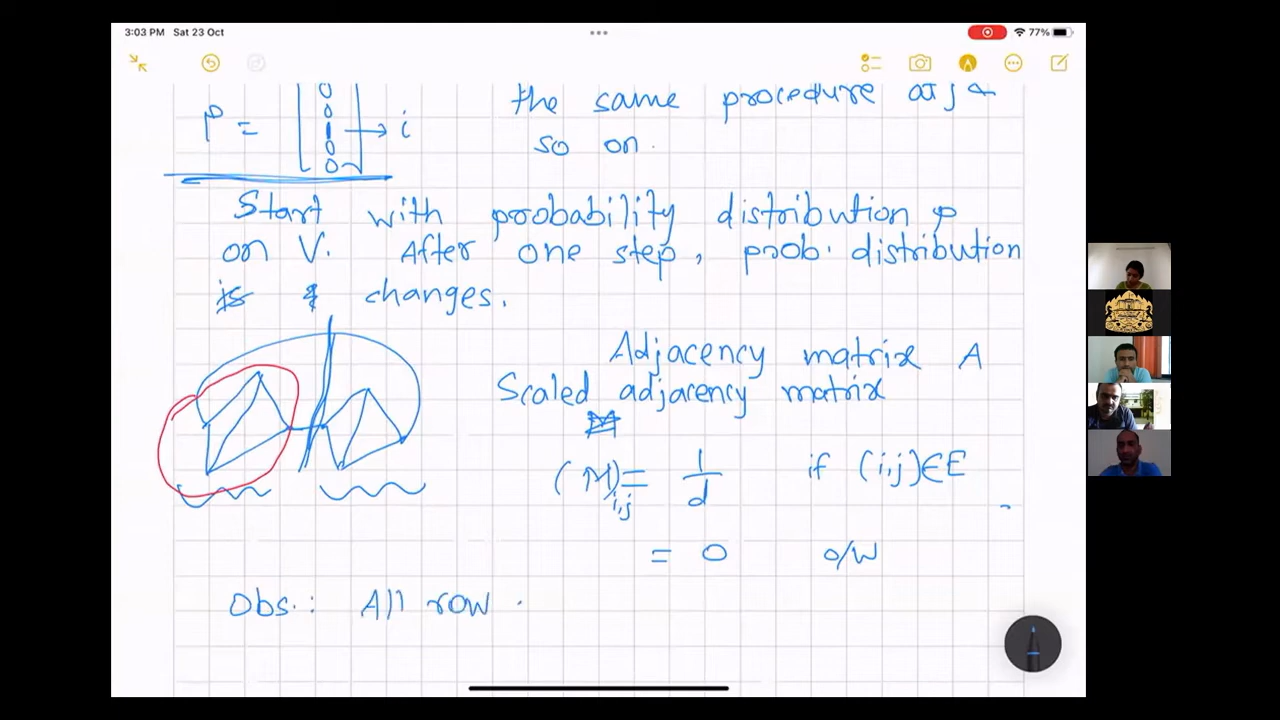 3:03 PM Sat 23 Oct
77%
the same procedure at j &
so on.
p = [0 0 1 0 0] → i
Start with probability distribution p
on V. After one step, prob. distribution
is changes.
Adjacency matrix A
Scaled adjacency matrix
M
(M)i,j = 1/d if (i,j)∈E
= 0 o/w
Obs.: All row